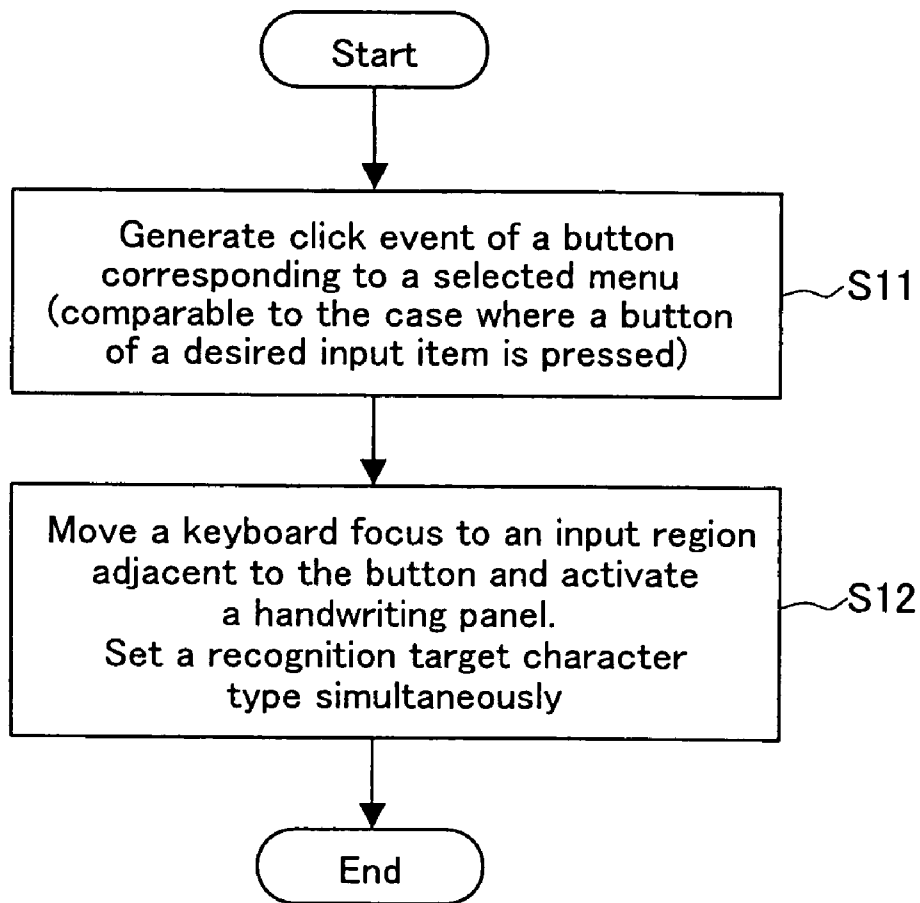 Start
Generate click event of a button
corresponding to a selected menu
(comparable to the case where a button
of a desired input item is pressed)
S11
Move a keyboard focus to an input region
adjacent to the button and activate
a handwriting panel.
Set a recognition target character
type simultaneously
S12
End